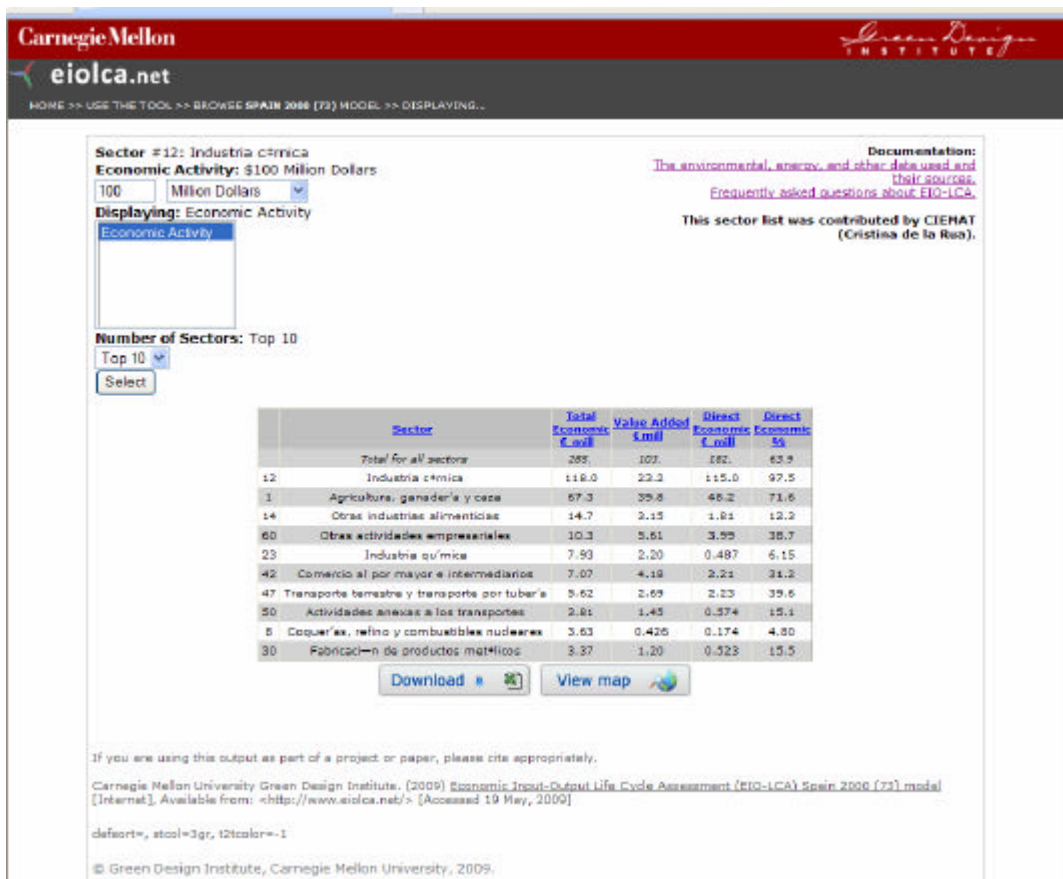 Carnegie Mellon
Green Design
INSTITUTE
eiolca.net
HOME >> USE THE TOOL >> BROWSE SPAIN 2000 (73) MODEL >> DISPLAYING...
Sector #12: Industria c‡rnica
Economic Activity: $100 Million Dollars
100 Million Dollars
Displaying: Economic Activity
Economic Activity
Number of Sectors: Top 10
Top 10
Select
Documentation:
The environmental, energy, and other data used and
their sources.
Frequently asked questions about EIO-LCA.
This sector list was contributed by CIEMAT
(Cristina de la Rua).
Sector Total Economic € mill Value Added € mill Direct Economic € mill Direct Economic %
Total for all sectors 285. 103. 182. 63.9
12 Industria c‡rnica 118.0 23.2 115.0 97.5
1 Agricultura, ganader’a y caza 67.3 39.8 48.2 71.6
14 Otras industrias alimenticias 14.7 3.15 1.81 12.3
60 Otras actividades empresariales 10.3 5.61 3.99 38.7
23 Industria qu’mica 7.93 2.20 0.487 6.15
42 Comercio al por mayor e intermediarios 7.07 4.18 2.21 31.2
47 Transporte terrestre y transporte por tuber’a 5.62 2.69 2.23 39.6
50 Actividades anexas a los transportes 3.81 1.45 0.574 15.1
8 Coquer’as, refino y combustibles nucleares 3.63 0.426 0.174 4.80
30 Fabricaci—n de productos met‡licos 3.37 1.20 0.523 15.5
Download View map
If you are using this output as part of a project or paper, please cite appropriately.
Carnegie Mellon University Green Design Institute. (2009) Economic Input-Output Life Cycle Assessment (EIO-LCA) Spain 2000 (73) model
[Internet], Available from: <http://www.eiolca.net/> [Accessed 19 May, 2009]
defsort=, stcol=3gr, t2tcolor=-1
© Green Design Institute, Carnegie Mellon University, 2009.